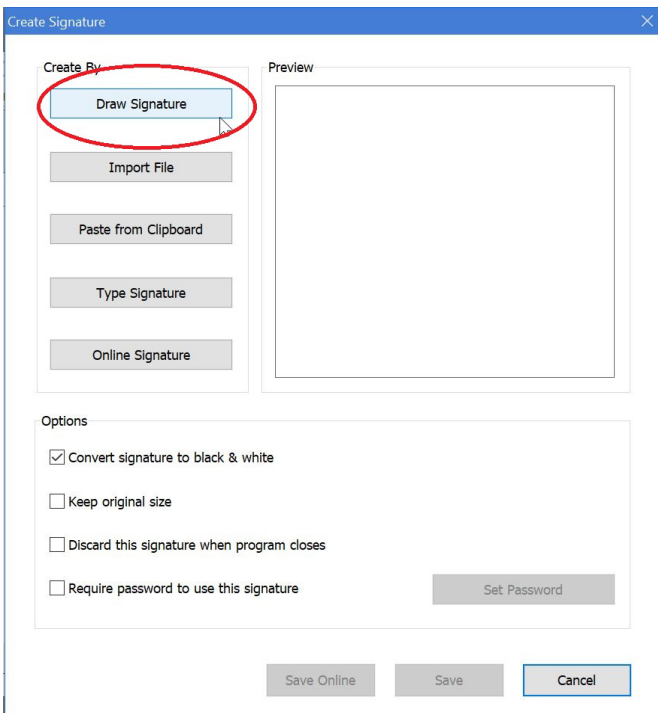 Create Signature
Create By
Draw Signature
Import File
Paste from Clipboard
Type Signature
Online Signature
Preview
Options
Convert signature to black & white
Keep original size
Discard this signature when program closes
Require password to use this signature
Set Password
Save Online
Save
Cancel